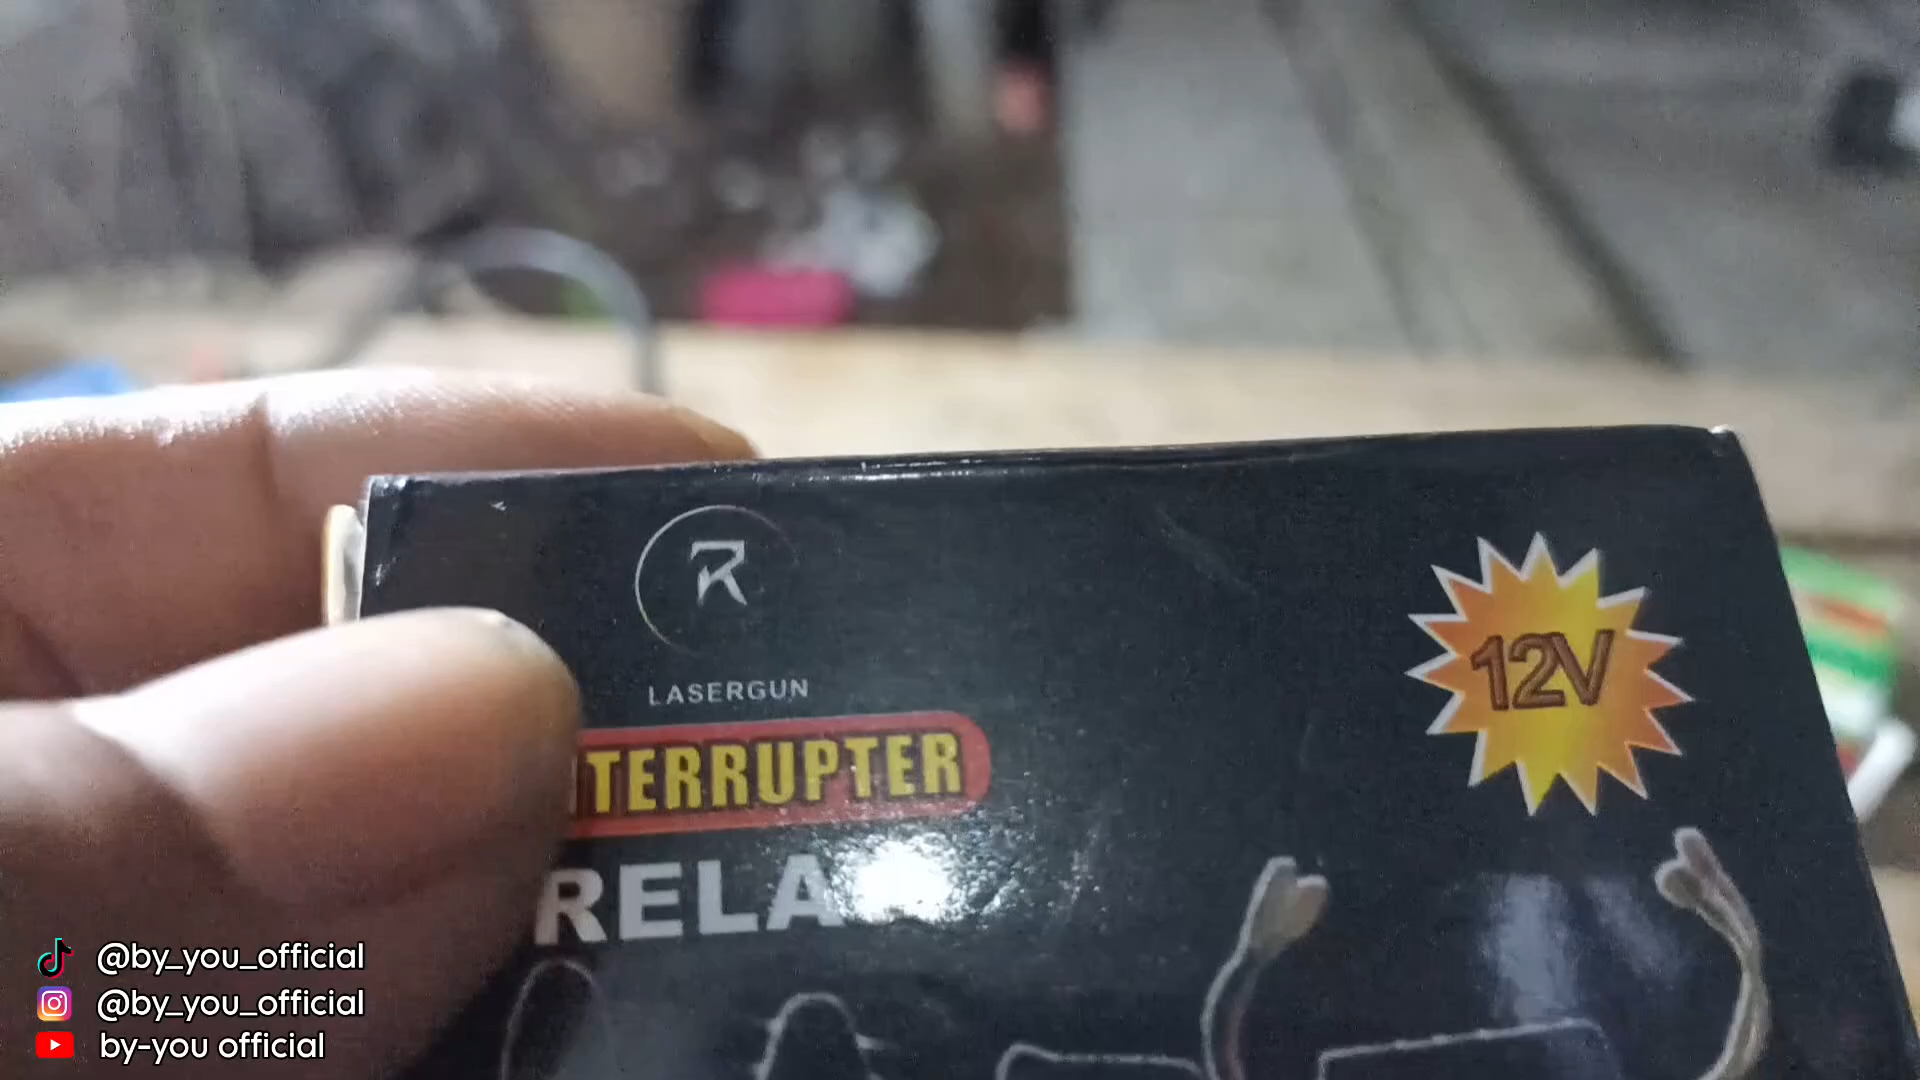 R
LASERGUN
12V
TERRUPTER
RELA
@by_you_official
@by_you_official
by-you official